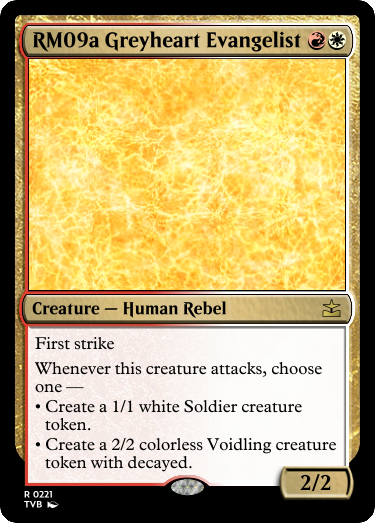 RM09a Greyheart Evangelist
Creature — Human Rebel
First strike
Whenever this creature attacks, choose
one —
• Create a 1/1 white Soldier creature
token.
• Create a 2/2 colorless Voidling creature
token with decayed.
2/2
R 0221
TVB